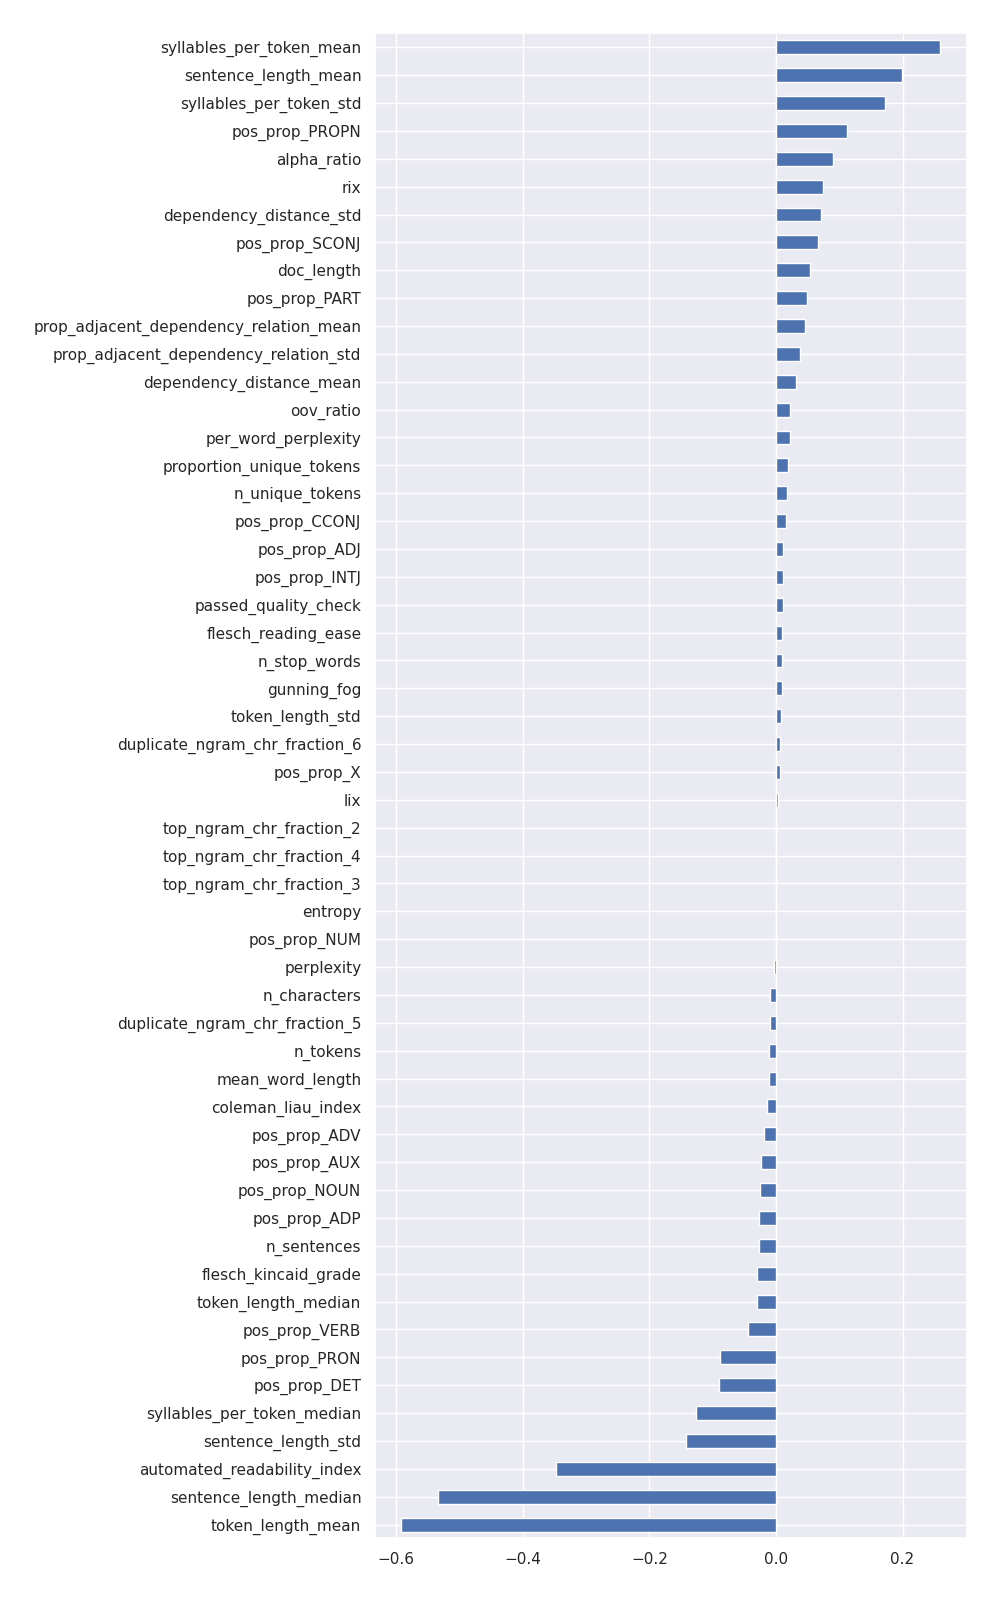 syllables_per_token_mean
sentence_length_mean
syllables_per_token_std
pos_prop_PROPN
alpha_ratio
rix
dependency_distance_std
pos_prop_SCONJ
doc_length
pos_prop_PART
prop_adjacent_dependency_relation_mean
prop_adjacent_dependency_relation_std
dependency_distance_mean
oov_ratio
per_word_perplexity
proportion_unique_tokens
n_unique_tokens
pos_prop_CCONJ
pos_prop_ADJ
pos_prop_INTJ
passed_quality_check
flesch_reading_ease
n_stop_words
gunning_fog
token_length_std
duplicate_ngram_chr_fraction_6
pos_prop_X
lix
top_ngram_chr_fraction_2
top_ngram_chr_fraction_4
top_ngram_chr_fraction_3
entropy
pos_prop_NUM
perplexity
n_characters
duplicate_ngram_chr_fraction_5
n_tokens
mean_word_length
coleman_liau_index
pos_prop_ADV
pos_prop_AUX
pos_prop_NOUN
pos_prop_ADP
n_sentences
flesch_kincaid_grade
token_length_median
pos_prop_VERB
pos_prop_PRON
pos_prop_DET
syllables_per_token_median
sentence_length_std
automated_readability_index
sentence_length_median
token_length_mean
−0.6 −0.4 −0.2 0.0 0.2